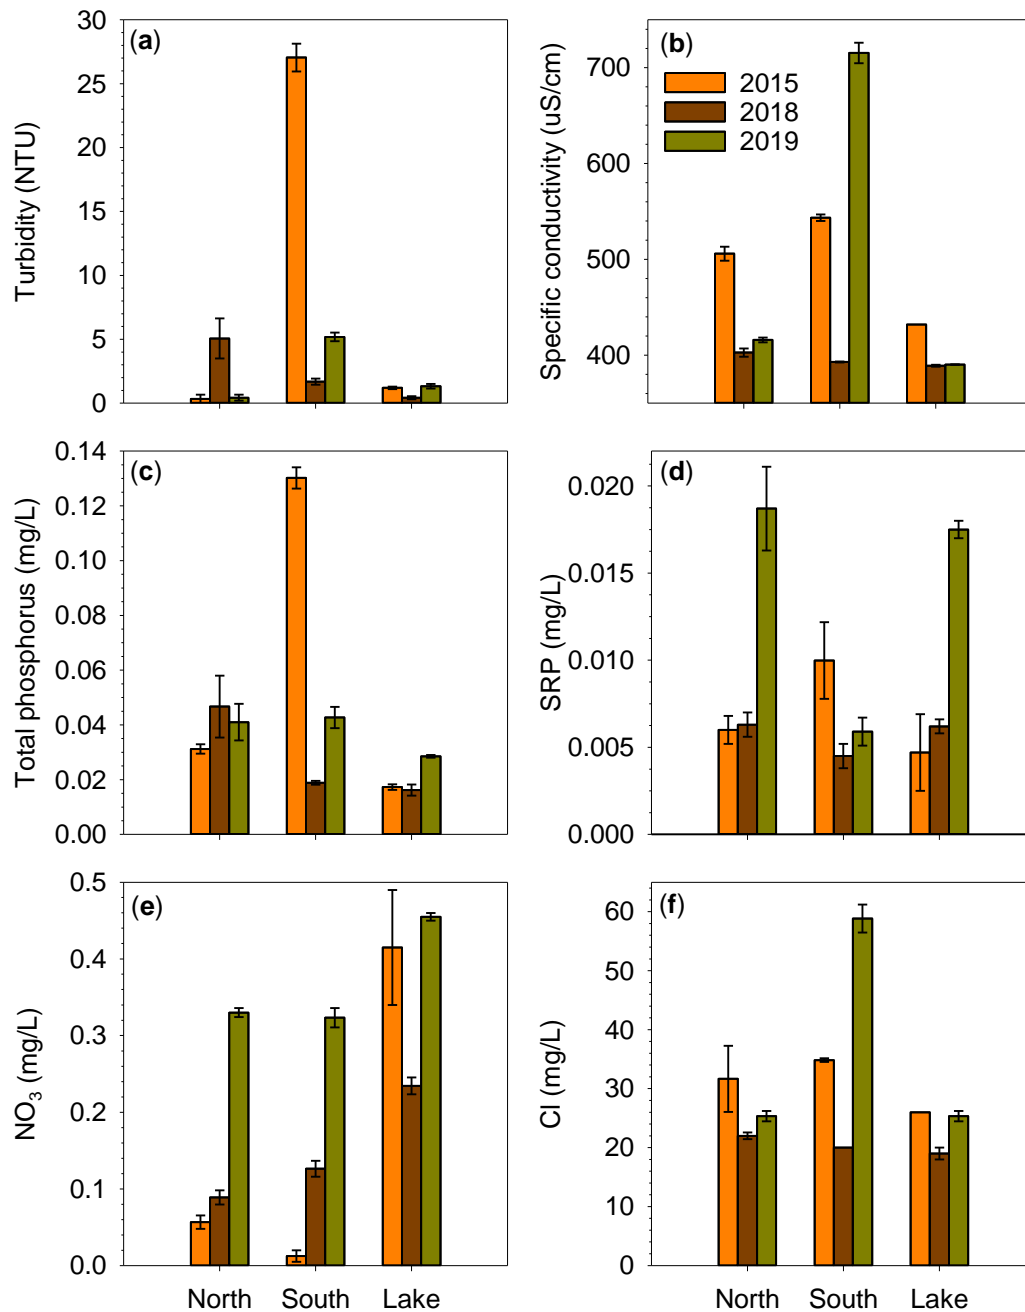 (a)
Turbidity (NTU)
30
25
20
15
10
5
0
(b)
Specific conductivity (uS/cm)
700
600
500
400
2015
2018
2019
(c)
Total phosphorus (mg/L)
0.14
0.12
0.10
0.08
0.06
0.04
0.02
0.00
(d)
SRP (mg/L)
0.020
0.015
0.010
0.005
0.000
(e)
NO₃ (mg/L)
0.5
0.4
0.3
0.2
0.1
0.0
North South Lake
(f)
Cl (mg/L)
60
50
40
30
20
10
0
North South Lake